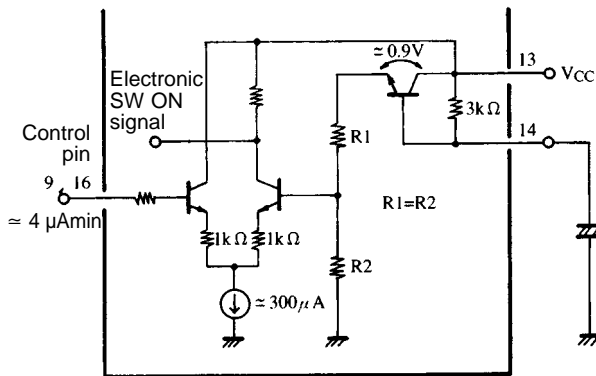 ≃0.9V
13
VCC
Electronic
SW ON
signal
3kΩ
14
R1
Control
pin
9 16
R1=R2
≃ 4 μAmin
1kΩ
1kΩ
R2
≃300μA